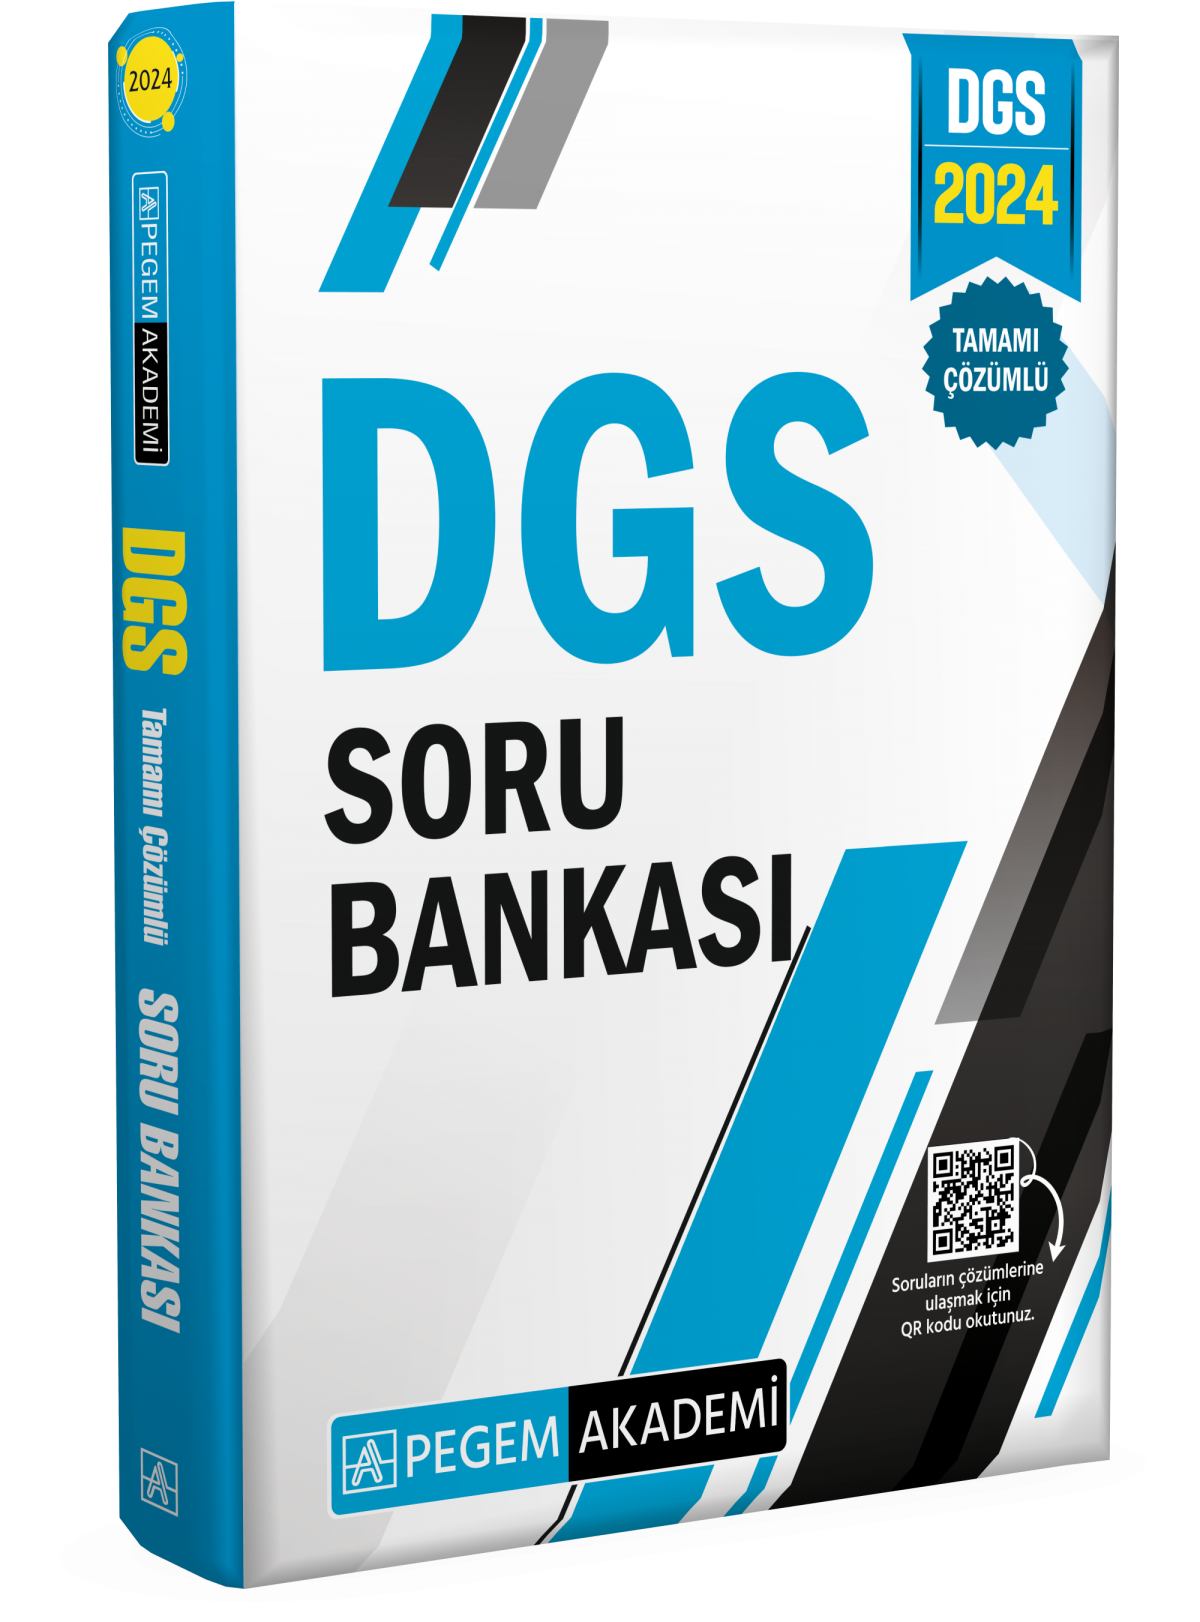 2024
PEGEM AKADEMİ
DGS Tamamı Çözümlü SORU BANKASI
DGS
2024
TAMAMI
ÇÖZÜMLÜ
DGS
SORU
BANKASI
Soruların çözümlerine
ulaşmak için
QR kodu okutunuz.
PEGEM AKADEMİ